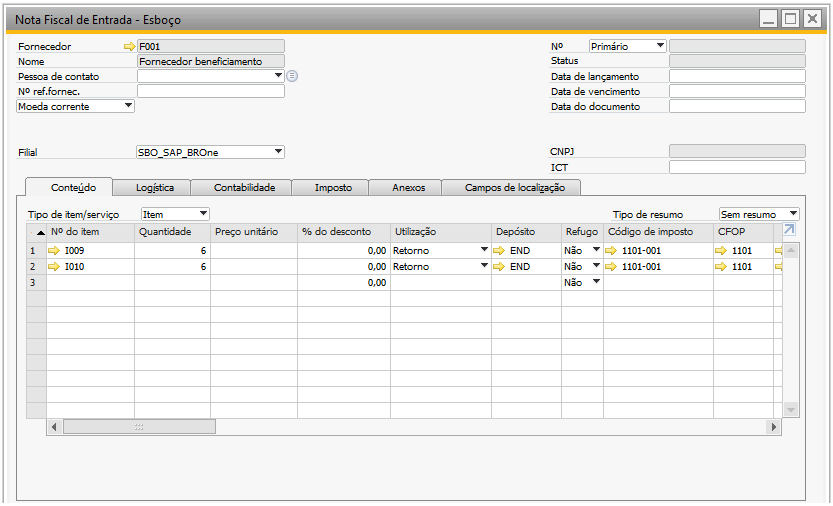 Nota Fiscal de Entrada - Esboço
Fornecedor F001 Nº Primário
Nome Fornecedor beneficiamento Status
Pessoa de contato Data de lançamento
Nº ref.fornec. Data de vencimento
Moeda corrente Data do documento
Filial SBO_SAP_BROne CNPJ
ICT
Conteúdo Logística Contabilidade Imposto Anexos Campos de localização
Tipo de item/serviço Item Tipo de resumo Sem resumo
Nº do item Quantidade Preço unitário % do desconto Utilização Depósito Refugo Código de imposto CFOP
1 I009 6 0,00 Retorno END Não 1101-001 1101
2 I010 6 0,00 Retorno END Não 1101-001 1101
3 0,00 Não